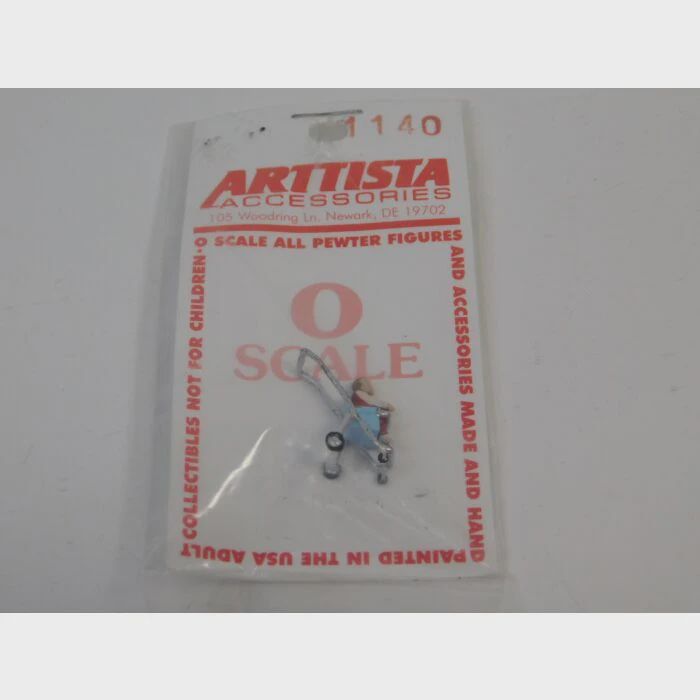 1140
ARTTISTA
ACCESSORIES
105 Woodring Ln. Newark, DE 19702
O SCALE ALL PEWTER FIGURES
AND ACCESSORIES MADE AND HAND
PAINTED IN THE USA ADULT
COLLECTIBLES NOT FOR CHILDREN•
O
SCALE